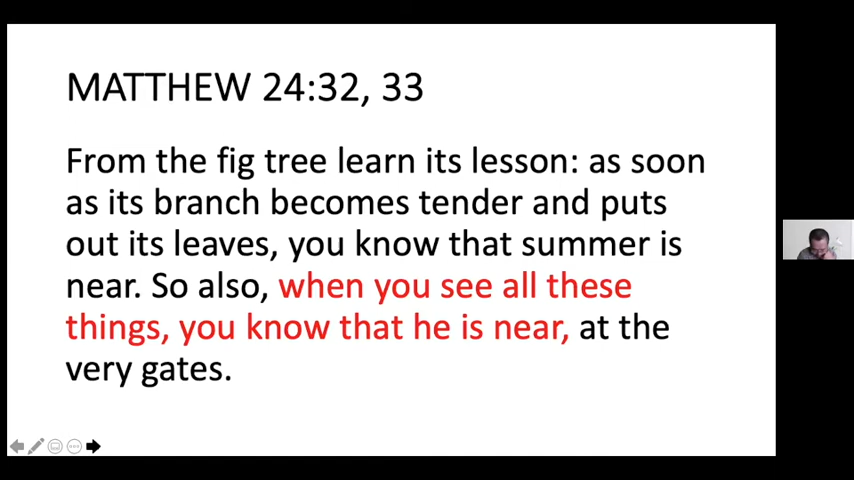 MATTHEW 24:32, 33
From the fig tree learn its lesson: as soon
as its branch becomes tender and puts
out its leaves, you know that summer is
near. So also, when you see all these
things, you know that he is near, at the
very gates.